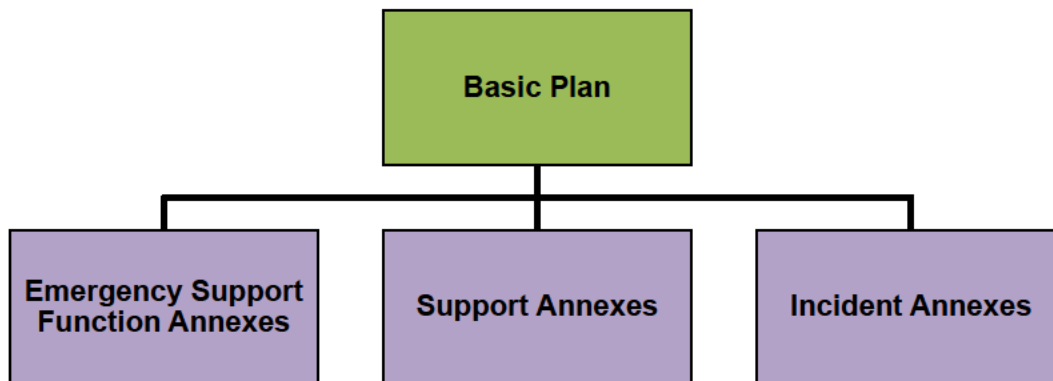 Basic Plan
Emergency Support
Function Annexes
Support Annexes
Incident Annexes